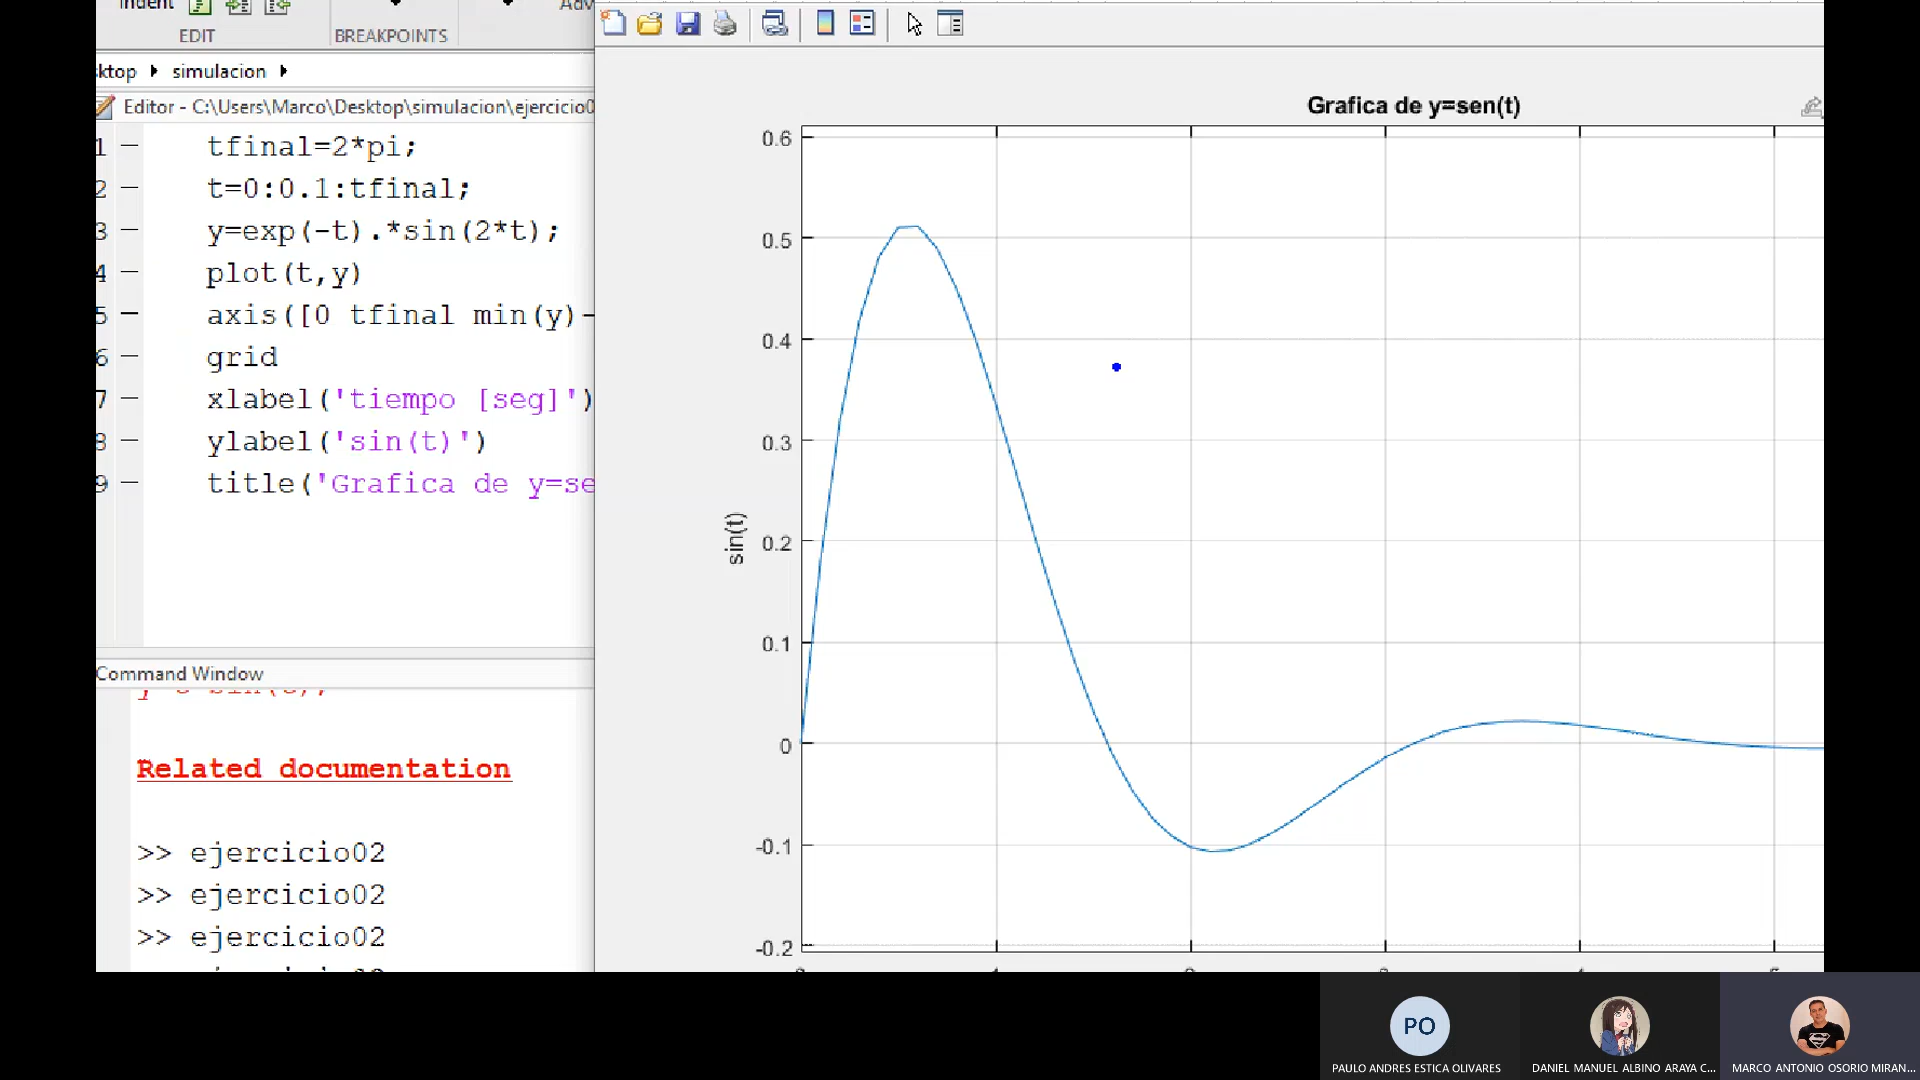 Indent
EDIT
BREAKPOINTS
ktop simulacion
Editor - C:\Users\Marco\Desktop\simulacion\ejercicio0
1 tfinal=2*pi;
2 t=0:0.1:tfinal;
3 y=exp(-t).*sin(2*t);
4 plot(t,y)
5 axis([0 tfinal min(y)-
6 grid
7 xlabel('tiempo [seg]')
8 ylabel('sin(t)')
9 title('Grafica de y=se
Command Window
Related documentation
>> ejercicio02
>> ejercicio02
>> ejercicio02
Grafica de y=sen(t)
0.6
0.5
0.4
0.3
0.2
0.1
0
-0.1
-0.2
sin(t)
PO
PAULO ANDRES ESTICA OLIVARES
DANIEL MANUEL ALBINO ARAYA C...
MARCO ANTONIO OSORIO MIRAN...